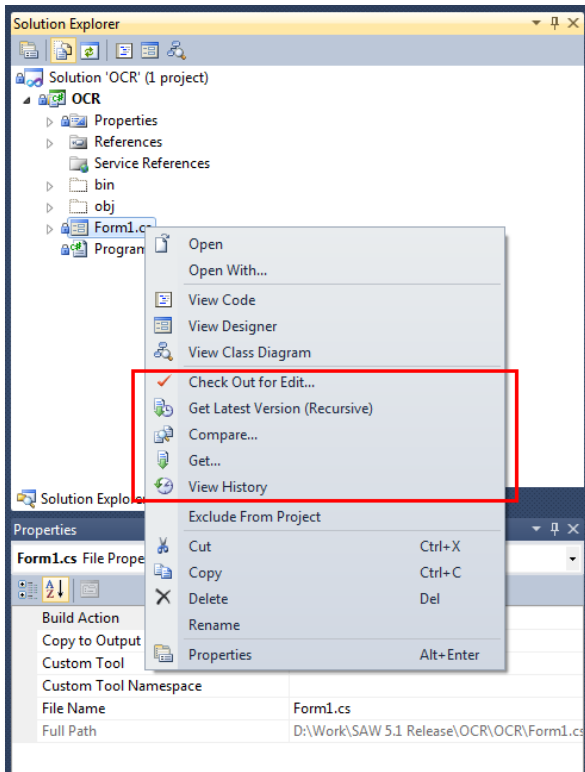 Solution Explorer
Solution 'OCR' (1 project)
OCR
Properties
References
Service References
bin
obj
Form1.cs
Program
Open
Open With...
View Code
View Designer
View Class Diagram
Check Out for Edit...
Get Latest Version (Recursive)
Compare...
Get...
View History
Exclude From Project
Cut Ctrl+X
Copy Ctrl+C
Delete Del
Rename
Properties Alt+Enter
Solution Explorer
Properties
Form1.cs File Prope
Build Action
Copy to Output
Custom Tool
Custom Tool Namespace
File Name Form1.cs
Full Path D:\Work\SAW 5.1 Release\OCR\OCR\Form1.cs